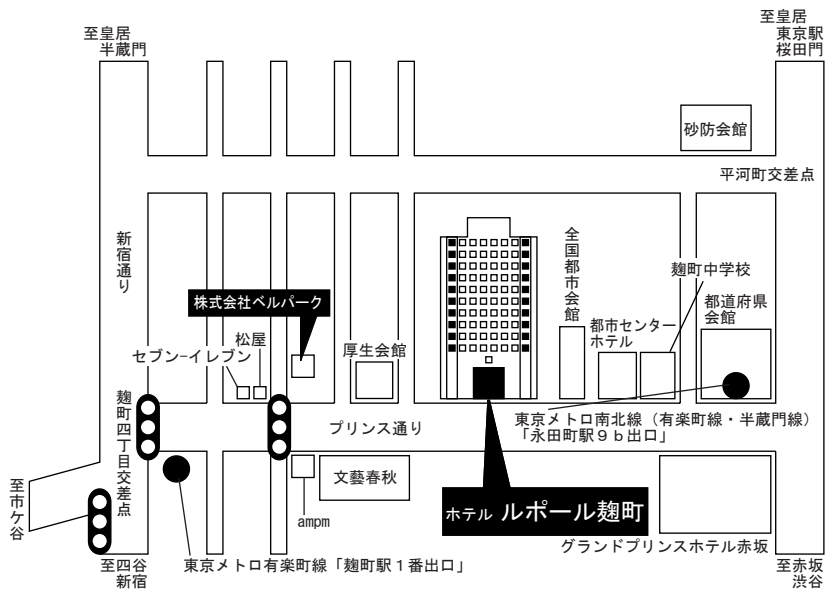 至皇居
半蔵門
至皇居
東京駅
桜田門
砂防会館
平河町交差点
新宿通り
全国都市会館
麹町中学校
株式会社ベルパーク
都道府県
会館
都市センター
ホテル
松屋
セブン-イレブン
厚生会館
麹町四丁目交差点
プリンス通り
東京メトロ南北線（有楽町線・半蔵門線）
「永田町駅９ｂ出口」
至市ケ谷
文藝春秋
ampm
ホテル ルポール麹町
グランドプリンスホテル赤坂
至四谷
新宿
東京メトロ有楽町線「麹町駅１番出口」
至赤坂
渋谷